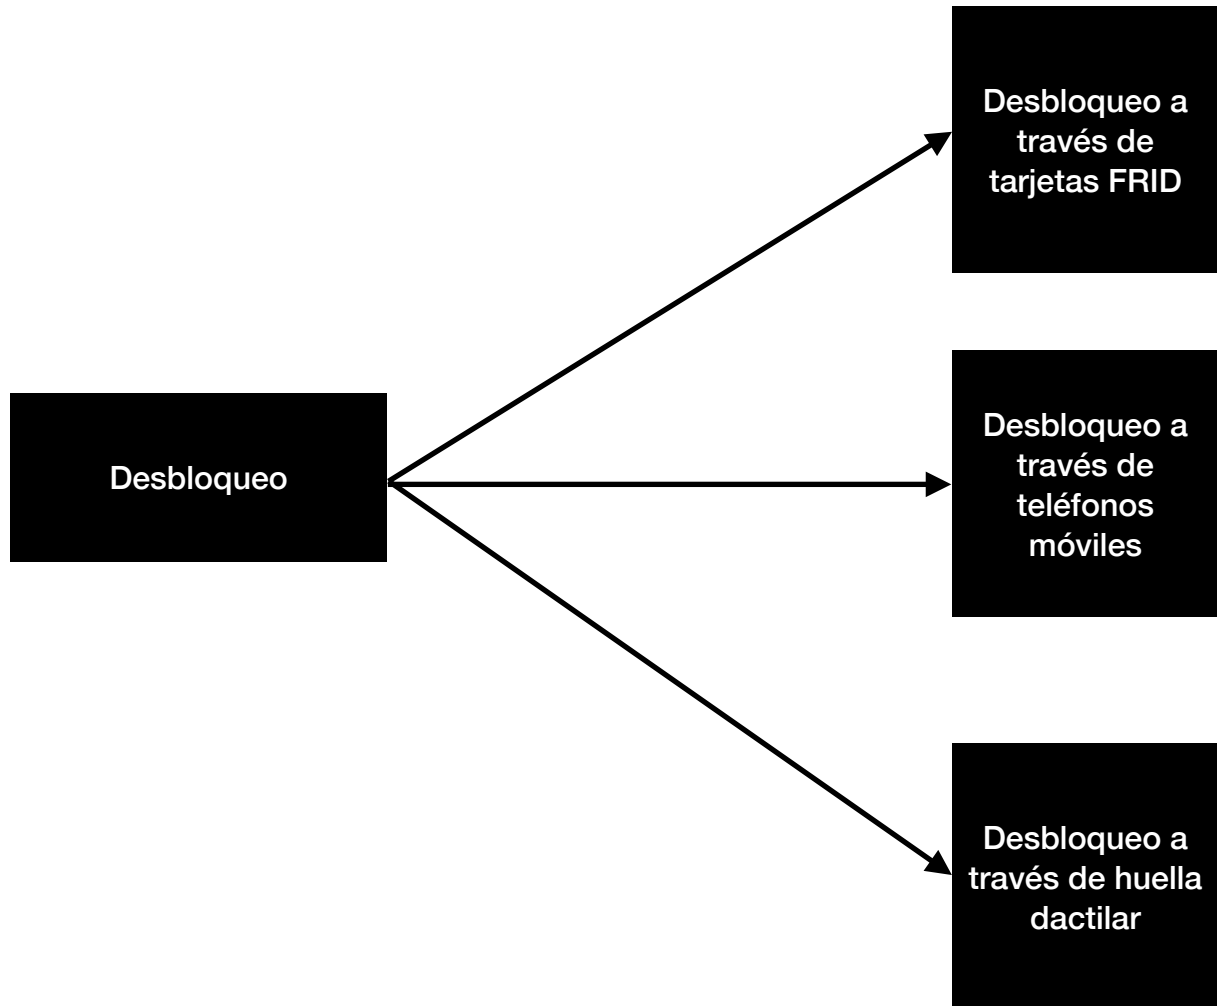 Desbloqueo
Desbloqueo a
través de
tarjetas FRID
Desbloqueo a
través de
teléfonos
móviles
Desbloqueo a
través de huella
dactilar